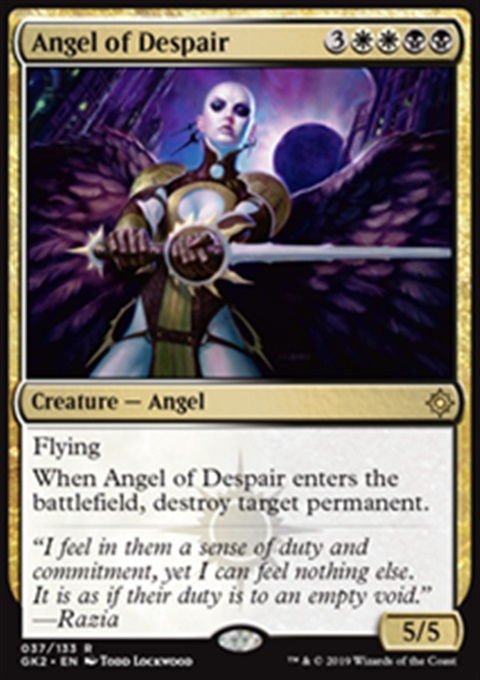 Angel of Despair 3
Creature — Angel
Flying
When Angel of Despair enters the
battlefield, destroy target permanent.
“I feel in them a sense of duty and
commitment, yet I can feel nothing else.
It is as if their duty is to an empty void.”
—Razia
5/5
037/133 R
GK2 • EN Todd Lockwood
™ & © 2019 Wizards of the Coast